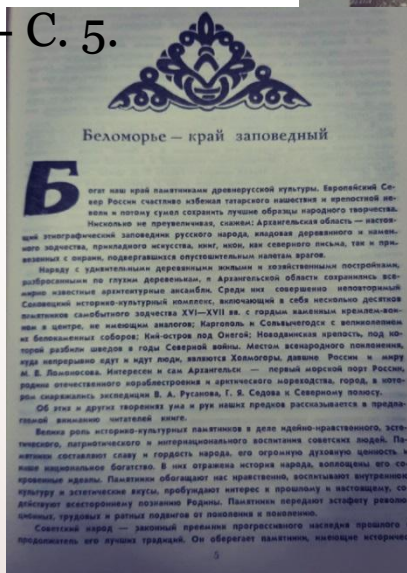 С. 5.
Беломорье — край заповедный
Богат наш край памятниками древнерусской культуры. Европейский Се-
вер России счастливо избежал татарского нашествия и крепостной не-
воли и потому сумел сохранить лучшие образцы народного творчества.
Нисколько не преувеличивая, скажем: Архангельская область — настоя-
щий этнографический заповедник русского народа, кладовая деревянного и камен-
ного зодчества, прикладного искусства, книг, икон, как северного письма, так и при-
везенных с окраин, подвергавшихся опустошительным налетам врагов.
Наряду с удивительными деревянными жилыми и хозяйственными постройками,
разбросанными по глухим деревенькам, в Архангельской области сохранились все-
мирно известные архитектурные ансамбли. Среди них совершенно неповторимый
Соловецкий историко-культурный комплекс, включающий в себя несколько десятков
памятников самобытного зодчества XVI—XVII вв. с гордым каменным кремлем-вои-
ном в центре, не имеющим аналогов; Каргополь и Сольвычегодск с великолепием
их белокаменных соборов; Кий-остров под Онегой; Новодвинская крепость, под ко-
торой разбили шведов в годы Северной войны. Местом всенародного поклонения,
куда непрерывно идут и идут люди, являются Холмогоры, давшие России и миру
М. В. Ломоносова. Интересен и сам Архангельск — первый морской порт России,
родина отечественного кораблестроения и арктического мореходства, город, в кото-
ром снаряжались экспедиции В. А. Русанова, Г. Я. Седова к Северному полюсу.
Об этих и других творениях ума и рук наших предков рассказывается в предла-
гаемой вниманию читателей книге.
Велика роль историко-культурных памятников в деле идейно-нравственного, эсте-
тического, патриотического и интернационального воспитания советских людей. Па-
мятники составляют славу и гордость народа, его огромную духовную ценность и
наше национальное богатство. В них отражена история народа, воплощены его со-
кровенные идеалы. Памятники обогащают нас нравственно, воспитывают внутреннюю
культуру и эстетические вкусы, пробуждают интерес к прошлому и настоящему, со-
действуют всестороннему познанию Родины. Памятники передают эстафету револю-
ционных, трудовых и ратных подвигов от поколения к поколению.
Советский народ — законный преемник прогрессивного наследия прошлого
продолжатель его лучших традиций. Он оберегает памятники, имеющие историчес
5